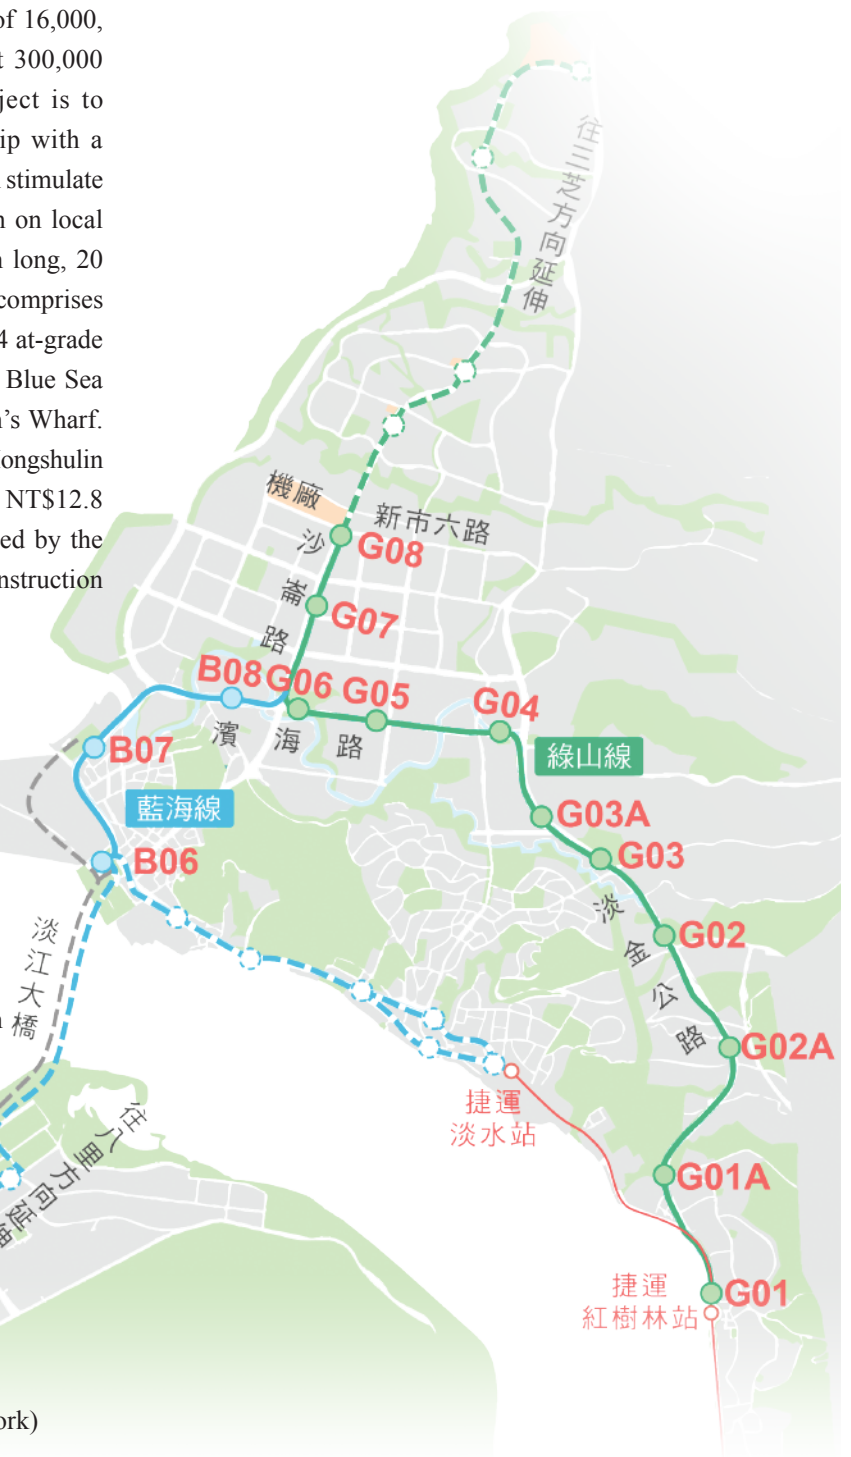 of 16,000,
300,000
ject is to
ip with a
stimulate
on local
long, 20
comprises
4 at-grade
Blue Sea
n's Wharf.
Hongshulin
NT$12.8
ed by the
nstruction
往三芝方向延伸
機廠
新市六路
沙崙路
G08
G07
B08
G06
G05
G04
濱海路
B07
綠山線
藍海線
G03A
B06
G03
淡金公路
G02
淡江大橋
G02A
捷運
淡水站
往八里方向延伸
G01A
捷運
紅樹林站
G01
ork)